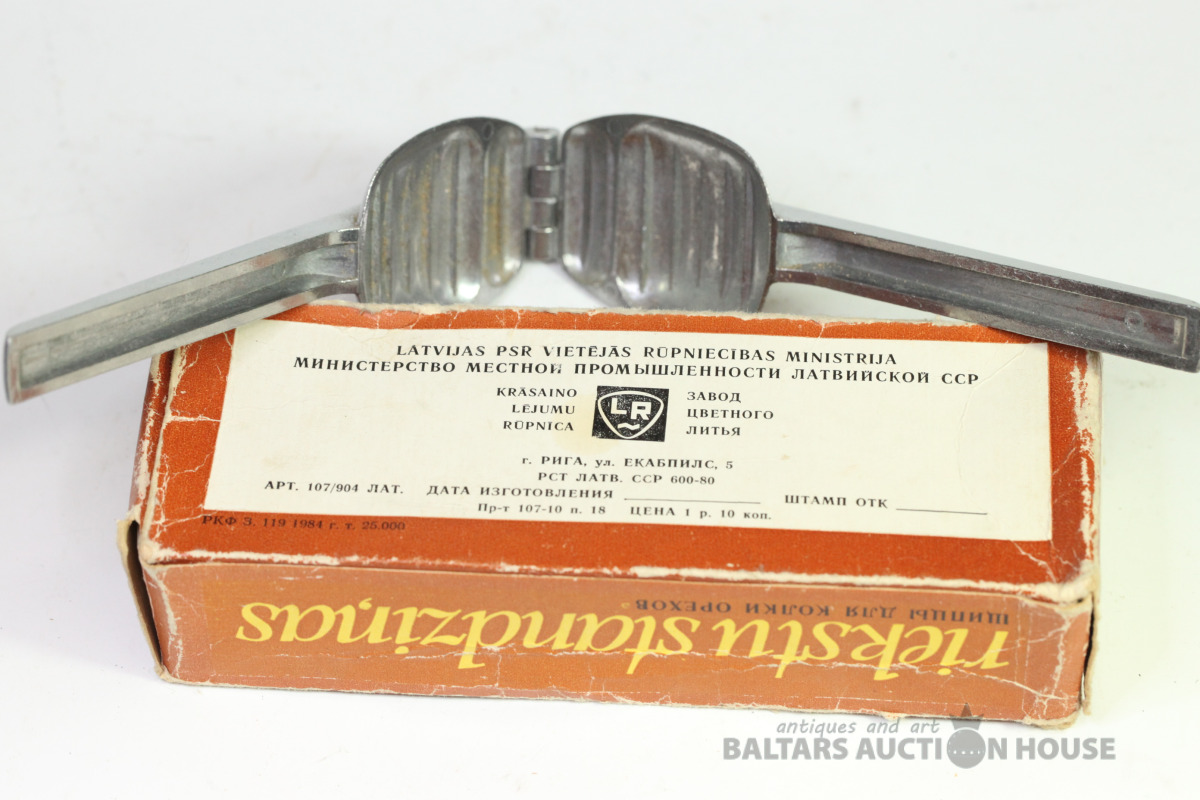 LATVIJAS PSR VIETĒJĀS RŪPNIECĪBAS MINISTRIJA
МИНИСТЕРСТВО МЕСТНОЙ ПРОМЫШЛЕННОСТИ ЛАТВИЙСКОЙ ССР
KRĀSAINO
LĒJUMU
RŪPNĪCA
LR
ЗАВОД
ЦВЕТНОГО
ЛИТЬЯ
г. РИГА, ул. ЕКАБПИЛС, 5
РСТ ЛАТВ. ССР 600-80
АРТ. 107/904 ЛАТ. ДАТА ИЗГОТОВЛЕНИЯ ШТАМП ОТК
Пр-т 107-10 п. 18 ЦЕНА 1 р. 10 коп.
РКФ З. 119 1984 г. т. 25.000
riekstu standziņas
ЩИПЦЫ ДЛЯ КОЛКИ ОРЕХОВ
antiques and art
BALTARS AUCTION HOUSE